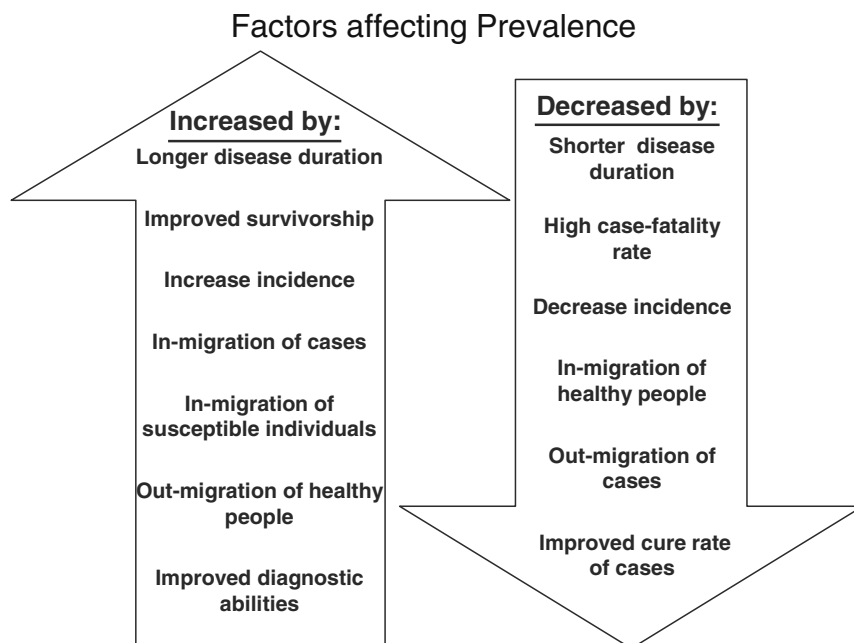 Factors affecting Prevalence
Increased by:
Longer disease duration
Improved survivorship
Increase incidence
In-migration of cases
In-migration of
susceptible individuals
Out-migration of healthy
people
Improved diagnostic
abilities
Decreased by:
Shorter disease
duration
High case-fatality
rate
Decrease incidence
In-migration of
healthy people
Out-migration of
cases
Improved cure rate
of cases